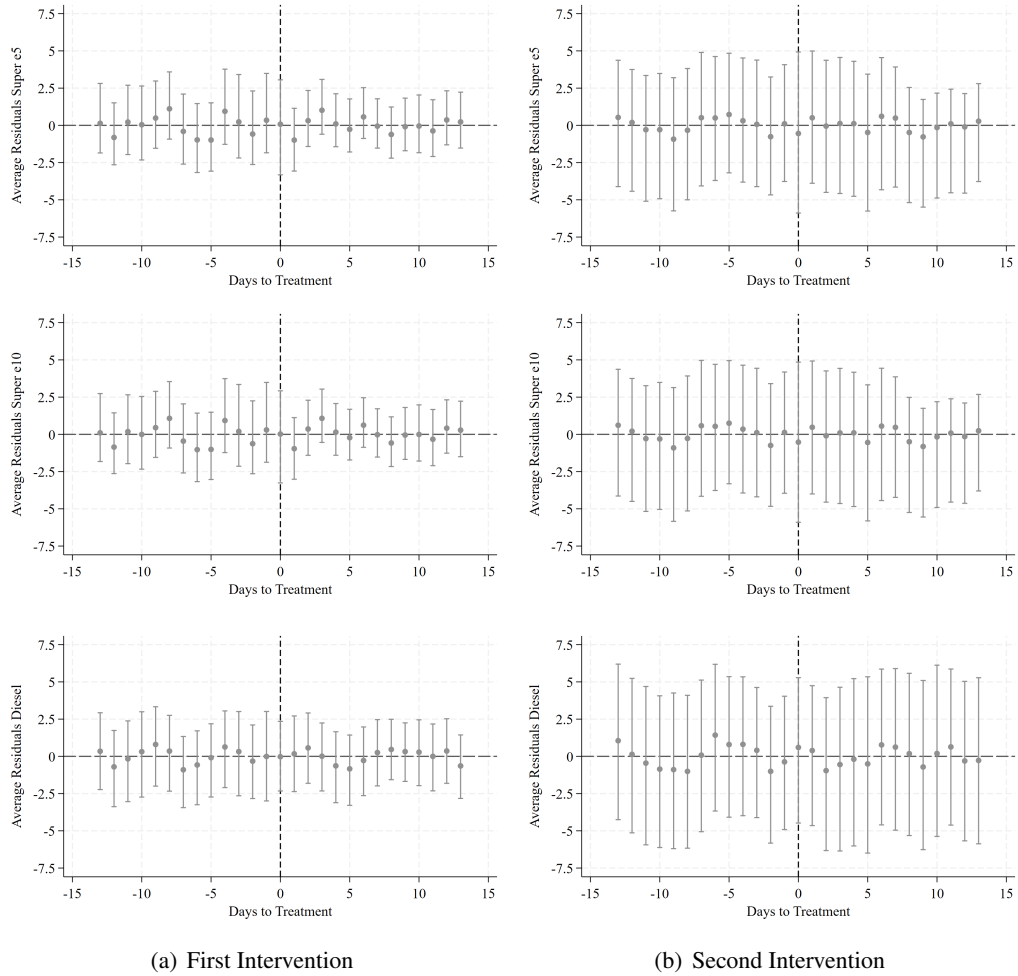 Average Residuals Super e5
7.5
5
2.5
0
-2.5
-5
-7.5
-15 -10 -5 0 5 10 15
Days to Treatment
Average Residuals Super e5
7.5
5
2.5
0
-2.5
-5
-7.5
-15 -10 -5 0 5 10 15
Days to Treatment
Average Residuals Super e10
7.5
5
2.5
0
-2.5
-5
-7.5
-15 -10 -5 0 5 10 15
Days to Treatment
Average Residuals Super e10
7.5
5
2.5
0
-2.5
-5
-7.5
-15 -10 -5 0 5 10 15
Days to Treatment
Average Residuals Diesel
7.5
5
2.5
0
-2.5
-5
-7.5
-15 -10 -5 0 5 10 15
Days to Treatment
Average Residuals Diesel
7.5
5
2.5
0
-2.5
-5
-7.5
-15 -10 -5 0 5 10 15
Days to Treatment
(a) First Intervention
(b) Second Intervention